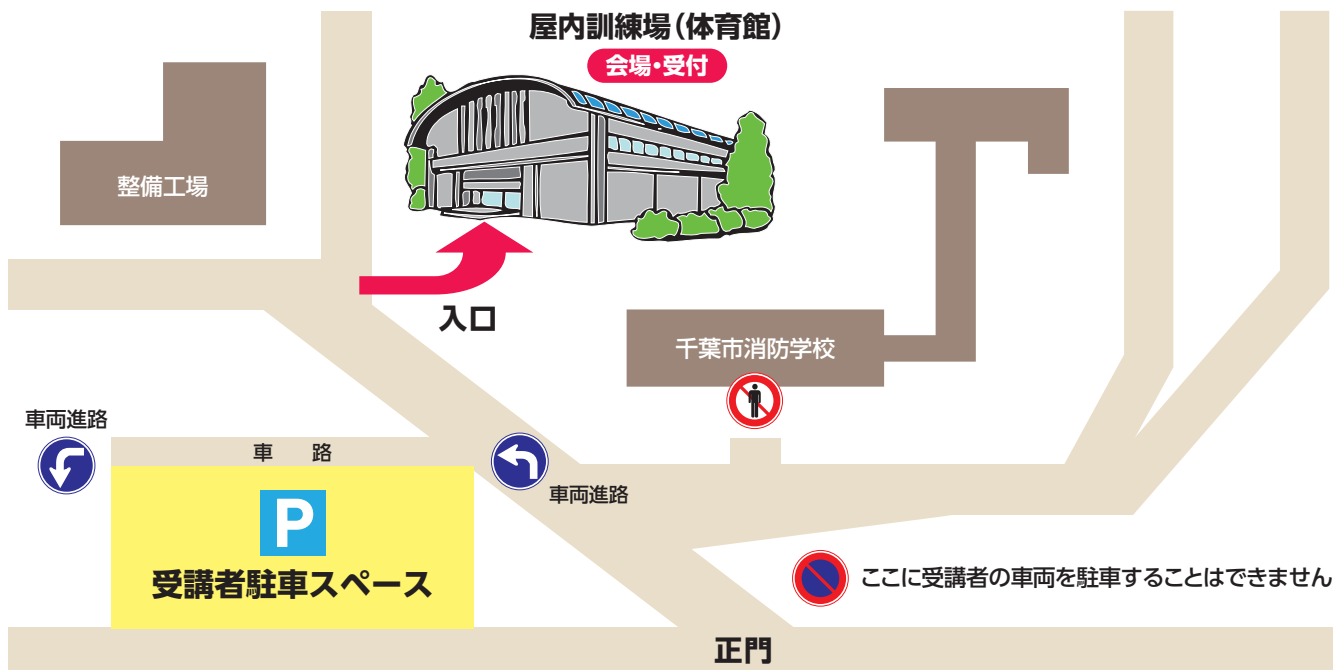 屋内訓練場(体育館)
会場・受付
整備工場
入口
千葉市消防学校
車両進路
車　路
車両進路
P
受講者駐車スペース
ここに受講者の車両を駐車することはできません
正門